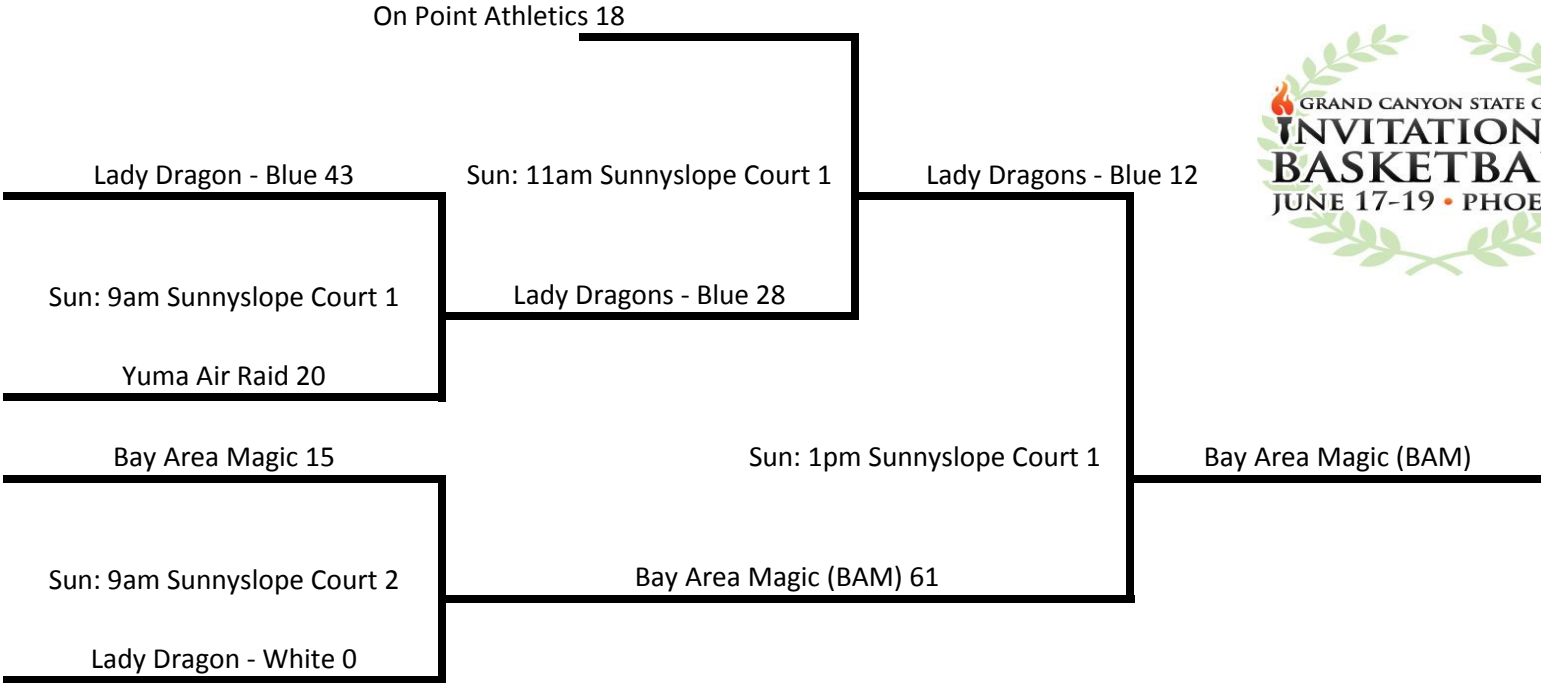 On Point Athletics 18
GRAND CANYON STATE
BASKETBA
JUNE 17-19 •
Lady Dragon - Blue 43
Sun: 11am Sunnyslope Court 1
Lady Dragons - Blue 12
Sun: 9am Sunnyslope Court 1
Lady Dragons - Blue 28
Yuma Air Raid 20
Bay Area Magic 15
Sun: 1pm Sunnyslope Court 1
Bay Area Magic (BAM)
Sun: 9am Sunnyslope Court 2
Bay Area Magic (BAM) 61
Lady Dragon - White 0